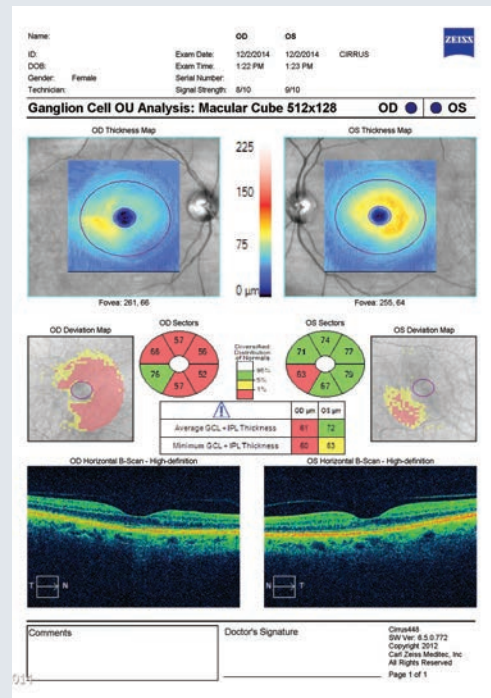 Name: OD OS
ZEISS
ID: Exam Date: 12/2/2014 12/2/2014 CIRRUS
DOB: Exam Time: 1:22 PM 1:23 PM
Gender: Female Serial Number:
Technician: Signal Strength: 8/10 9/10
Ganglion Cell OU Analysis: Macular Cube 512x128 OD OS
OD Thickness Map OS Thickness Map
225
150
75
0 µm
Fovea: 261, 66 Fovea: 255, 64
OD Deviation Map OD Sectors OS Sectors OS Deviation Map
Diversified
Distribution
of Normals
95%
5%
1%
57 56 52 57 76
74 77 79 67 63 71
OD µm OS µm
Average GCL + IPL Thickness 61 72
Minimum GCL + IPL Thickness 63
OD Horizontal B-Scan - High-definition OS Horizontal B-Scan - High-definition
T N N T
Comments Doctor's Signature
SW Ver: 6.5.0.772
Copyright 2012
Carl Zeiss Meditec, Inc
All Rights Reserved
Page 1 of 1